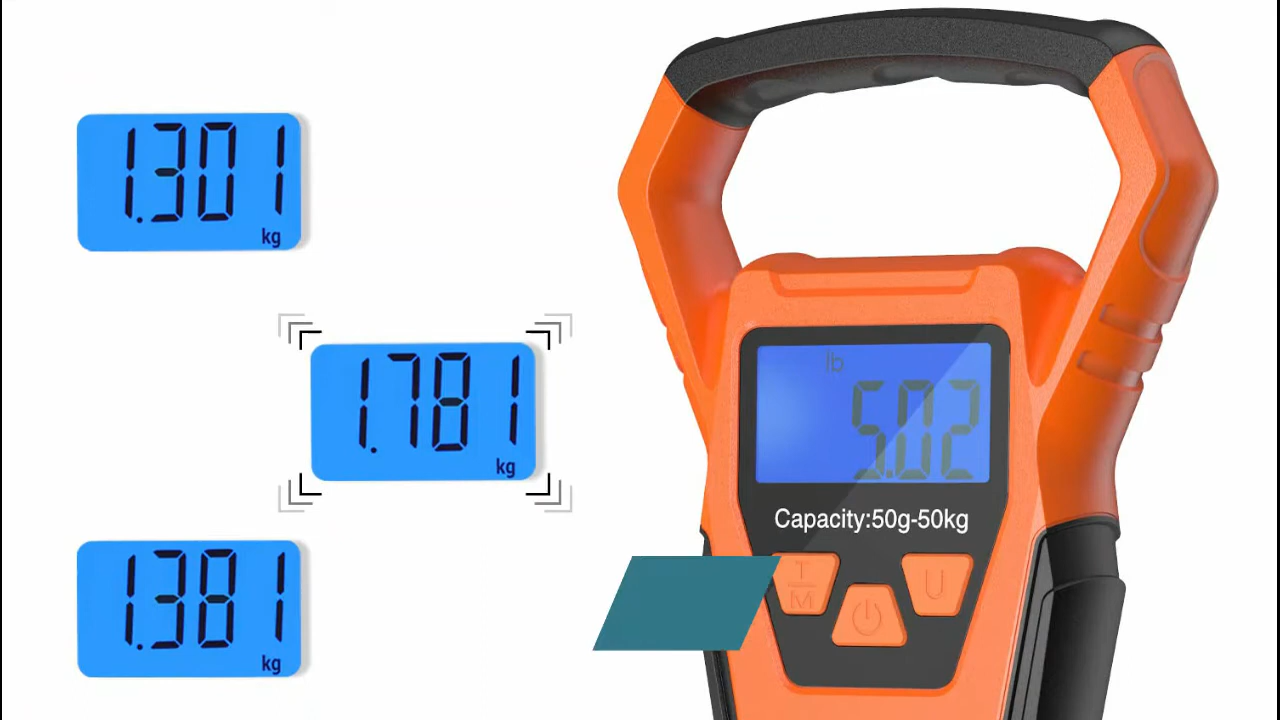 1.301
kg
1.781
kg
1.381
kg
lb
5.02
Capacity:50g-50kg
T
M
U